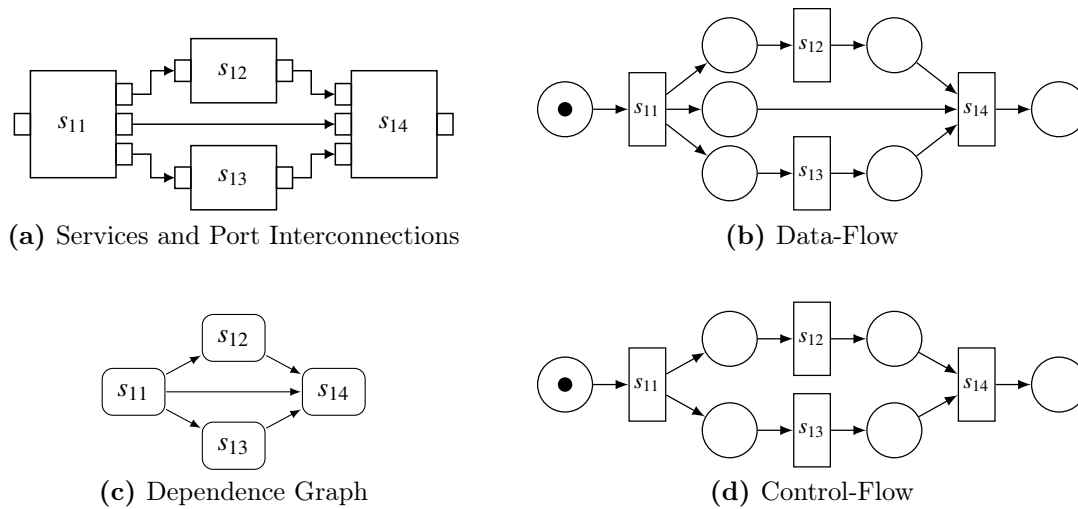 s12
s11
s14
s13
(a) Services and Port Interconnections
s12
s11
s14
s13
(b) Data-Flow
s12
s11
s14
s13
(c) Dependence Graph
s12
s11
s14
s13
(d) Control-Flow